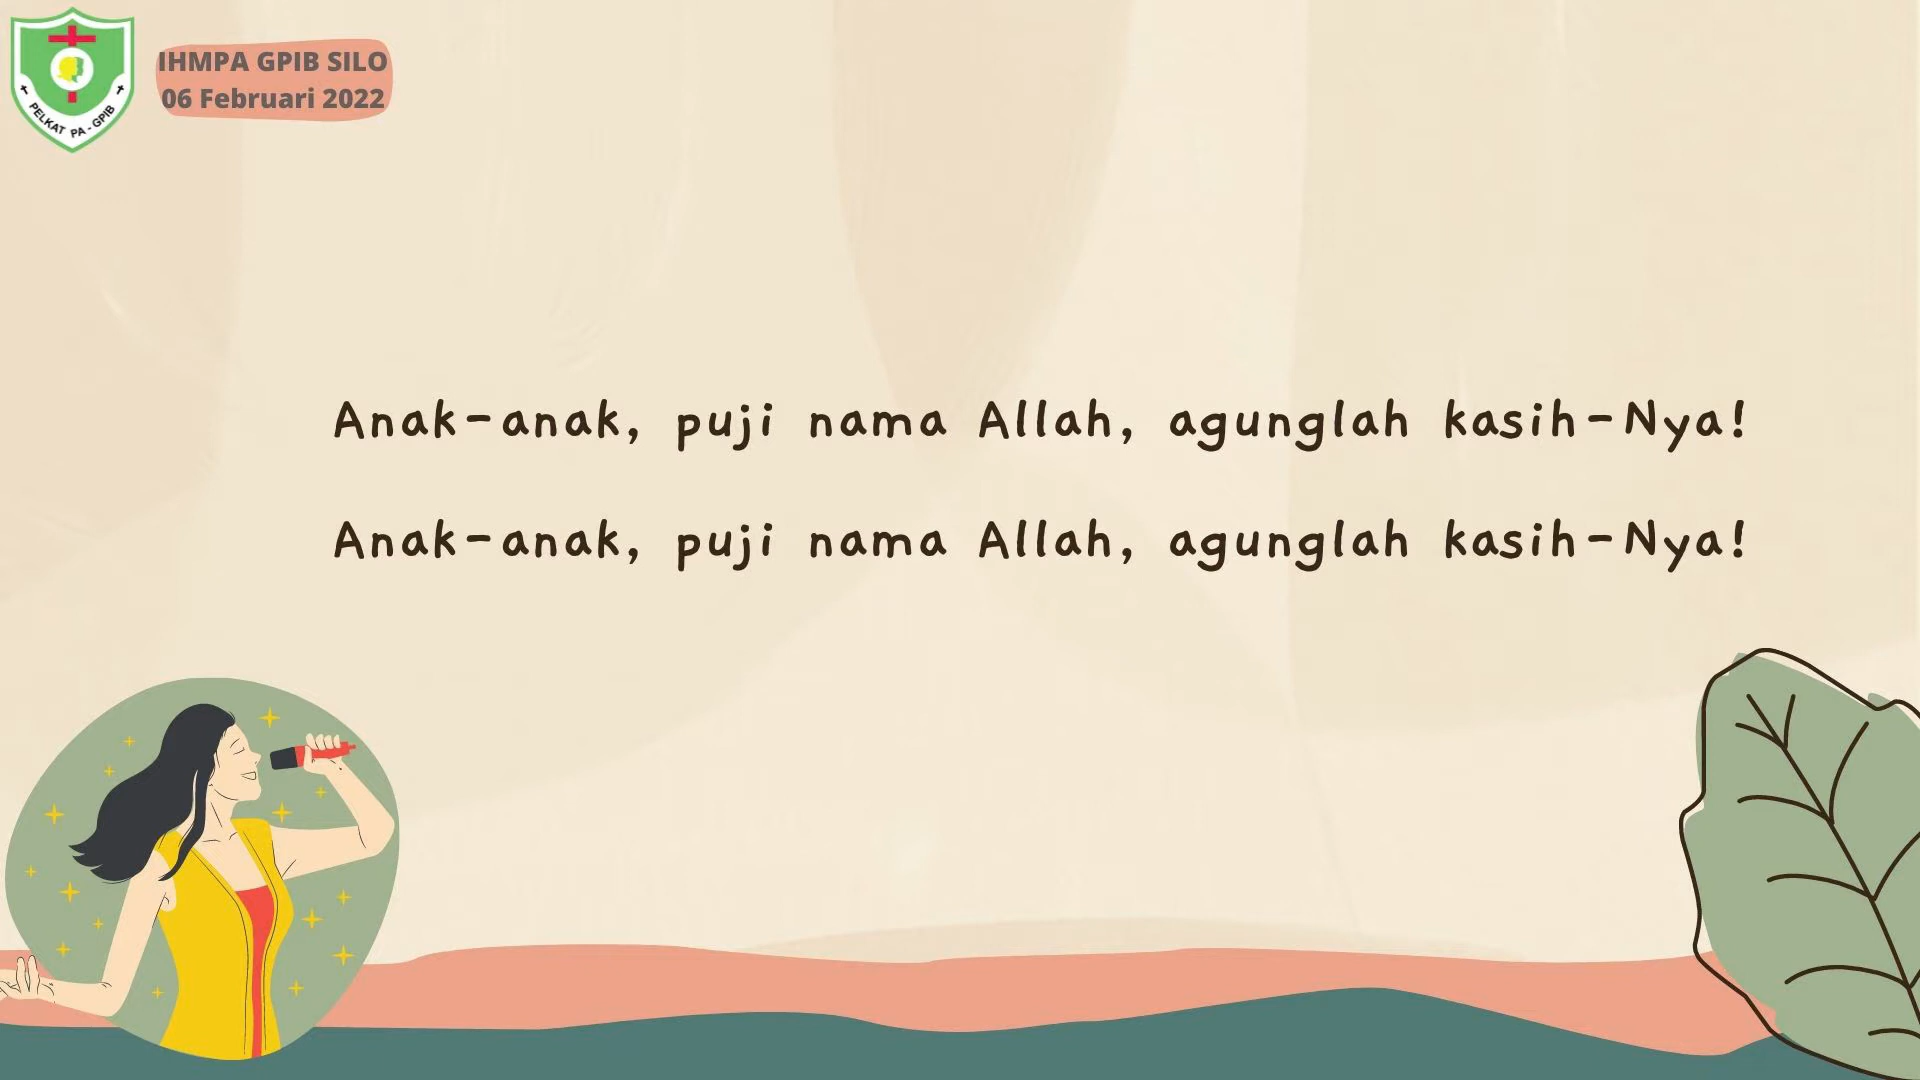 IHMPA GPIB SILO
06 Februari 2022
PELKAT PA - GPIB
Anak-anak, puji nama Allah, agunglah kasih-Nya!
Anak-anak, puji nama Allah, agunglah kasih-Nya!